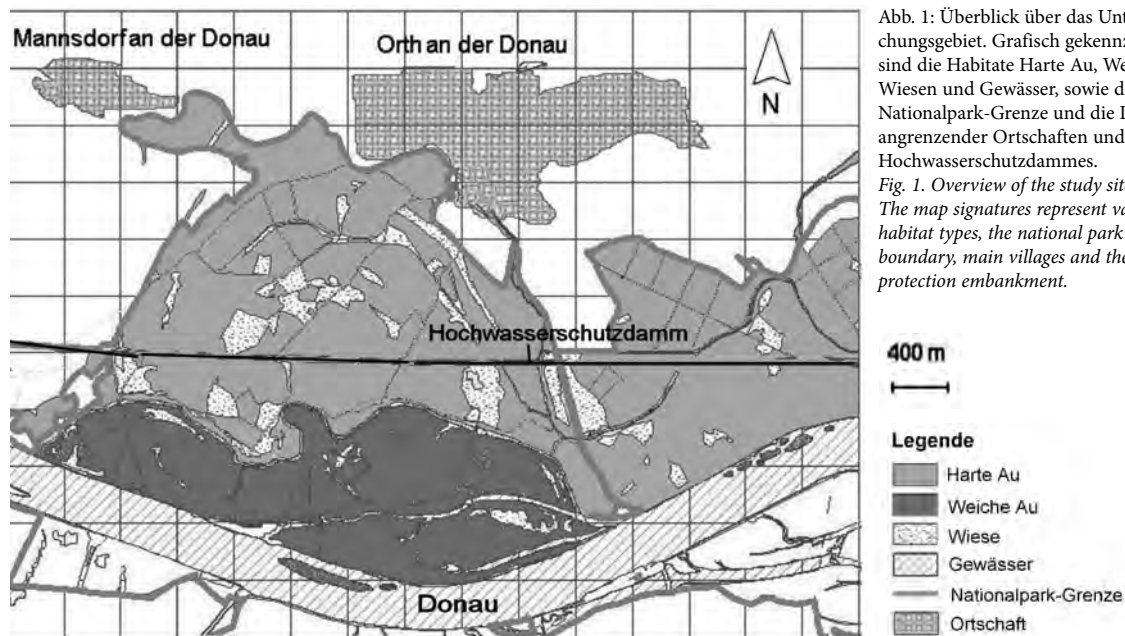 Mannsdorfan der Donau
Orth an der Donau
N
Hochwasserschutzdamm
Donau
Abb. 1: Überblick über das Unt
chungsgebiet. Grafisch gekennz
sind die Habitate Harte Au, We
Wiesen und Gewässer, sowie d
Nationalpark-Grenze und die
angrenzender Ortschaften und
Hochwasserschutzdammes.
Fig. 1. Overview of the study sit
The map signatures represent va
habitat types, the national park
boundary, main villages and the
protection embankment.
400 m
Legende
Harte Au
Weiche Au
Wiese
Gewässer
Nationalpark-Grenze
Ortschaft